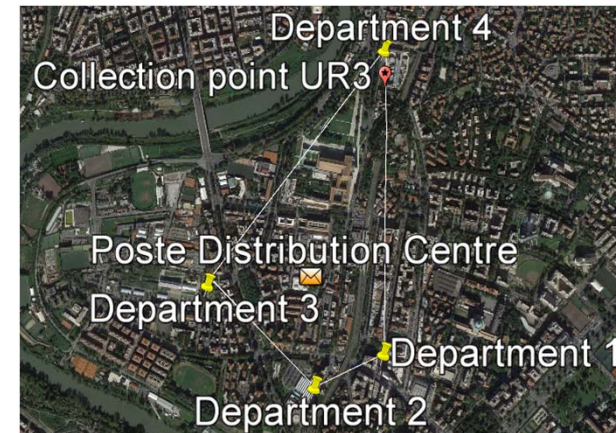 Department 4
Collection point UR3
Poste Distribution Centre
Department 3
Department 1
Department 2